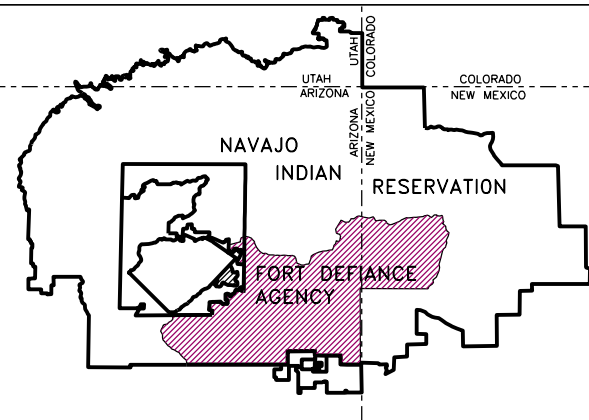 UTAH
COLORADO
UTAH
ARIZONA
COLORADO
NEW MEXICO
ARIZONA
NEW MEXICO
NAVAJO
INDIAN
RESERVATION
FORT DEFIANCE
AGENCY